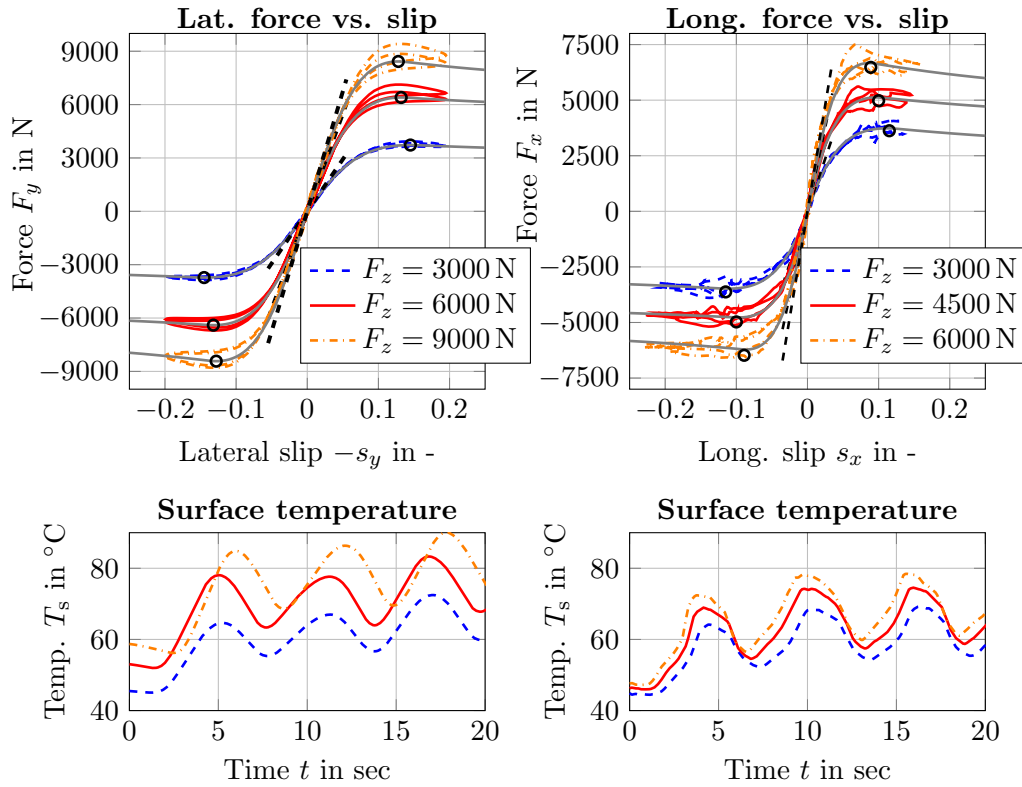 Lat. force vs. slip
Force F_y in N
9000
6000
3000
0
−3000
−6000
−9000
F_z = 3000 N
F_z = 6000 N
F_z = 9000 N
−0.2 −0.1 0 0.1 0.2
Lateral slip −s_y in -
Long. force vs. slip
Force F_x in N
7500
5000
2500
0
−2500
−5000
−7500
F_z = 3000 N
F_z = 4500 N
F_z = 6000 N
−0.2 −0.1 0 0.1 0.2
Long. slip s_x in -
Surface temperature
Temp. T_s in °C
80
60
40
0 5 10 15 20
Time t in sec
Surface temperature
Temp. T_s in °C
80
60
40
0 5 10 15 20
Time t in sec